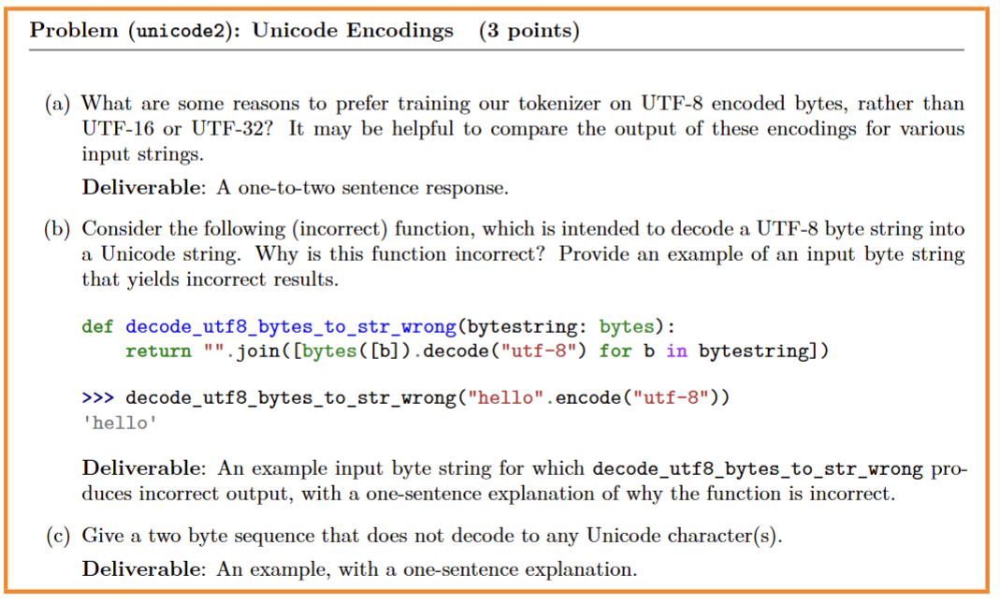 Problem (unicode2): Unicode Encodings (3 points)
(a) What are some reasons to prefer training our tokenizer on UTF-8 encoded bytes, rather than
UTF-16 or UTF-32? It may be helpful to compare the output of these encodings for various
input strings.
Deliverable: A one-to-two sentence response.
(b) Consider the following (incorrect) function, which is intended to decode a UTF-8 byte string into
a Unicode string. Why is this function incorrect? Provide an example of an input byte string
that yields incorrect results.
def decode_utf8_bytes_to_str_wrong(bytestring: bytes):
    return "".join([bytes([b]).decode("utf-8") for b in bytestring])
>>> decode_utf8_bytes_to_str_wrong("hello".encode("utf-8"))
'hello'
Deliverable: An example input byte string for which decode_utf8_bytes_to_str_wrong pro-
duces incorrect output, with a one-sentence explanation of why the function is incorrect.
(c) Give a two byte sequence that does not decode to any Unicode character(s).
Deliverable: An example, with a one-sentence explanation.